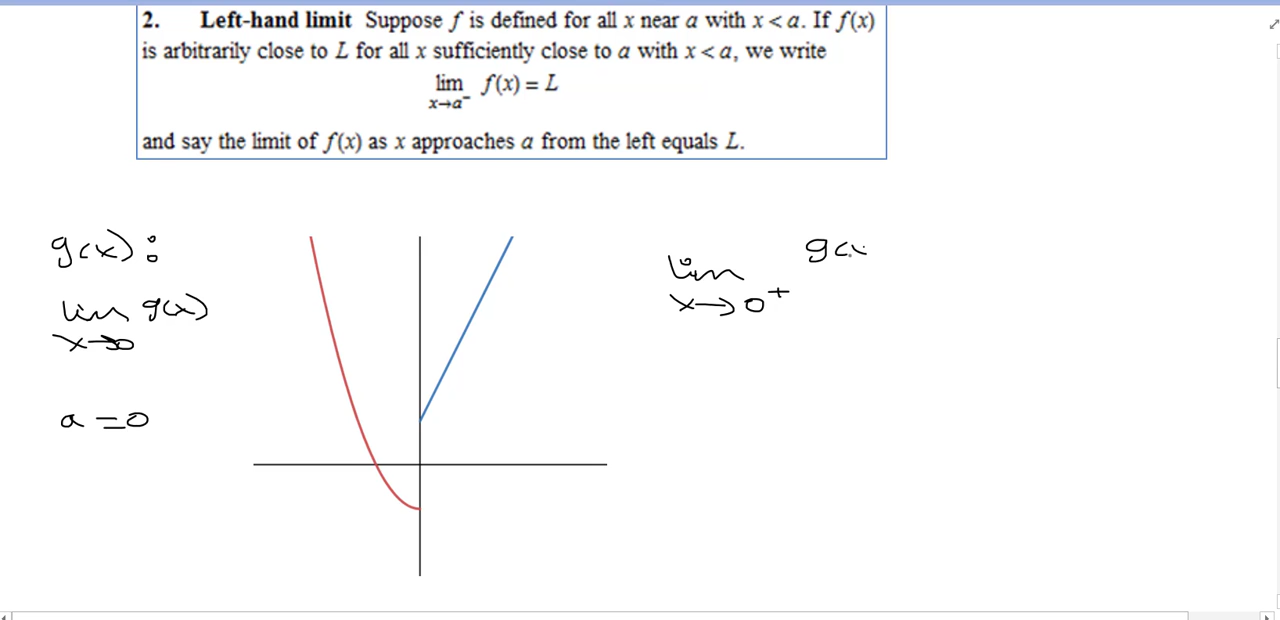 2. Left-hand limit Suppose f is defined for all x near a with x < a. If f(x)
is arbitrarily close to L for all x sufficiently close to a with x < a, we write
lim f(x) = L
x→a⁻
and say the limit of f(x) as x approaches a from the left equals L.
g(x) :
lim g(x)
x→0
a = 0
lim g(x
x→0⁺